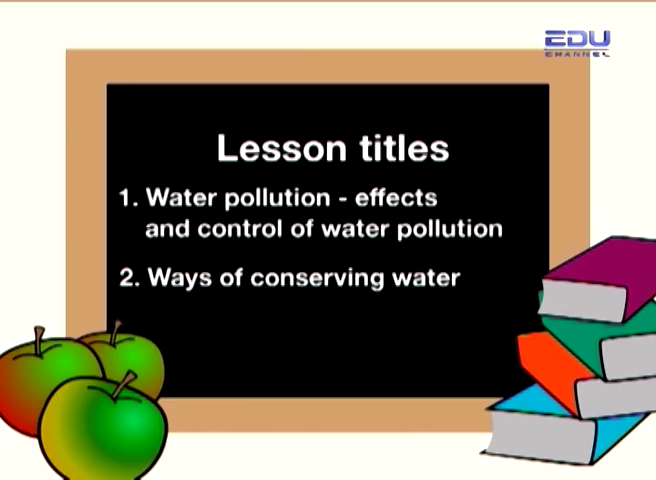 EDU
CHANNEL
Lesson titles
1. Water pollution - effects
and control of water pollution
2. Ways of conserving water